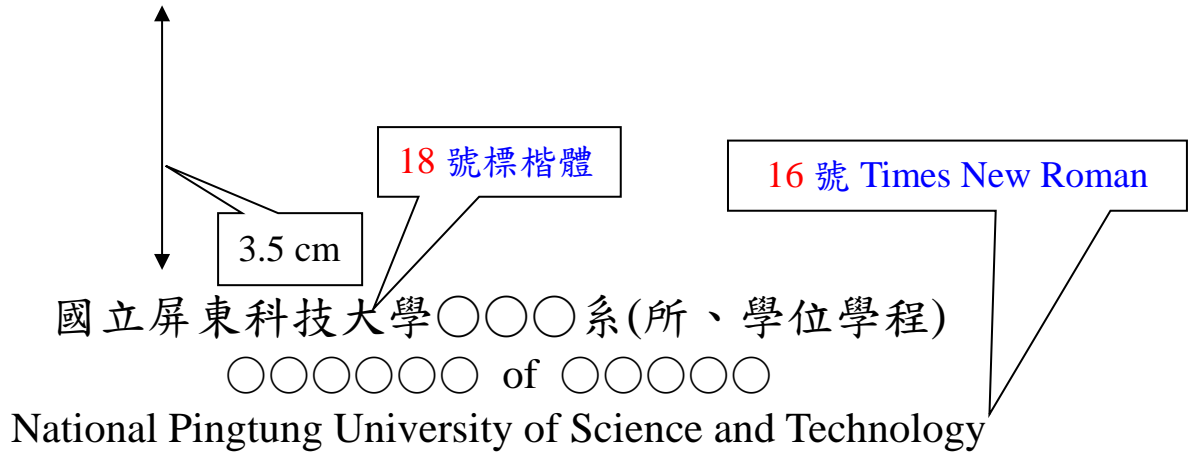 18 號標楷體
16 號 Times New Roman
3.5 cm
國立屏東科技大學○○○系(所、學位學程)
○○○○○○ of ○○○○○
National Pingtung University of Science and Technology